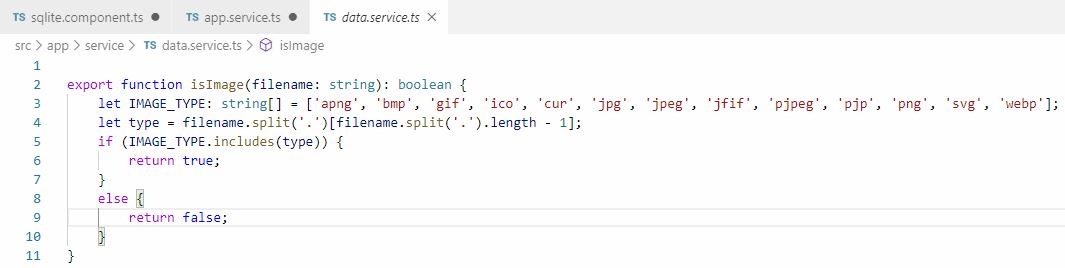 TS sqlite.component.ts ● TS app.service.ts ● TS data.service.ts ×
src > app > service > TS data.service.ts > isImage
1
2 export function isImage(filename: string): boolean {
3     let IMAGE_TYPE: string[] = ['apng', 'bmp', 'gif', 'ico', 'cur', 'jpg', 'jpeg', 'jfif', 'pjpeg', 'pjp', 'png', 'svg', 'webp'];
4     let type = filename.split('.')[filename.split('.').length - 1];
5     if (IMAGE_TYPE.includes(type)) {
6         return true;
7     }
8     else {
9         return false;
10     }
11 }